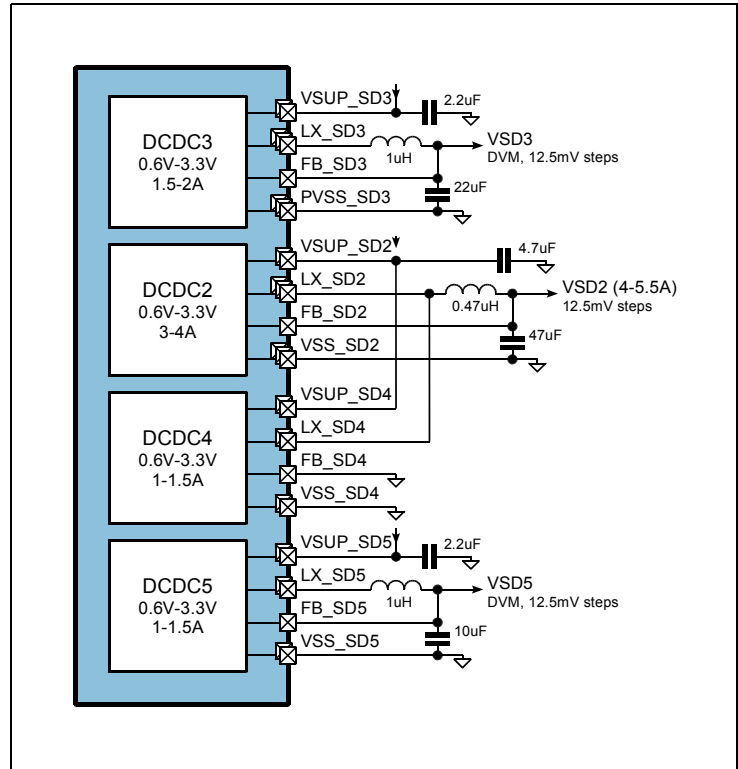 DCDC3
0.6V-3.3V
1.5-2A
VSUP_SD3
2.2uF
LX_SD3
1uH
VSD3
DVM, 12.5mV steps
FB_SD3
22uF
PVSS_SD3
DCDC2
0.6V-3.3V
3-4A
VSUP_SD2
4.7uF
LX_SD2
0.47uH
VSD2 (4-5.5A)
12.5mV steps
FB_SD2
47uF
VSS_SD2
DCDC4
0.6V-3.3V
1-1.5A
VSUP_SD4
LX_SD4
FB_SD4
VSS_SD4
DCDC5
0.6V-3.3V
1-1.5A
VSUP_SD5
2.2uF
LX_SD5
1uH
VSD5
DVM, 12.5mV steps
FB_SD5
10uF
VSS_SD5